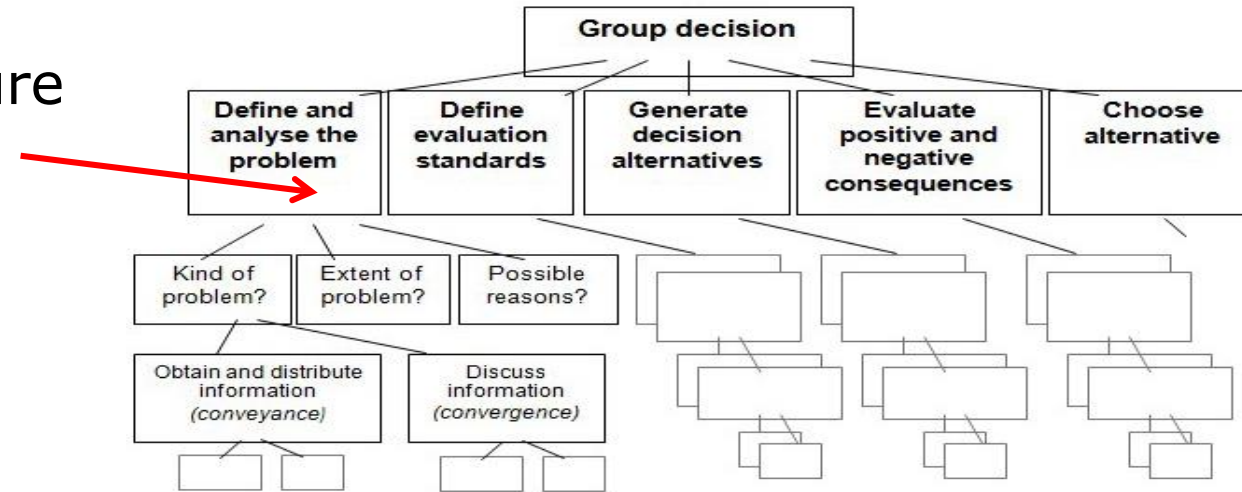 Group decision
ure
Define and
analyse the
problem
Define
evaluation
standards
Generate
decision
alternatives
Evaluate
positive and
negative
consequences
Choose
alternative
Kind of
problem?
Extent of
problem?
Possible
reasons?
Obtain and distribute
information
(conveyance)
Discuss
information
(convergence)